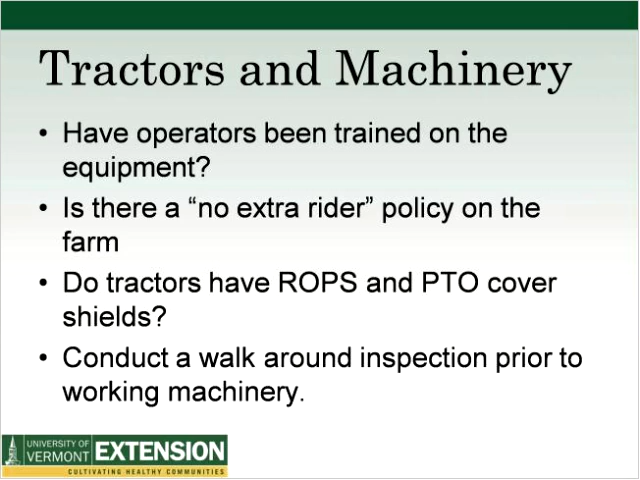 Tractors and Machinery
• Have operators been trained on the
equipment?
• Is there a “no extra rider” policy on the
farm
• Do tractors have ROPS and PTO cover
shields?
• Conduct a walk around inspection prior to
working machinery.
UNIVERSITY OF
VERMONT EXTENSION
CULTIVATING HEALTHY COMMUNITIES